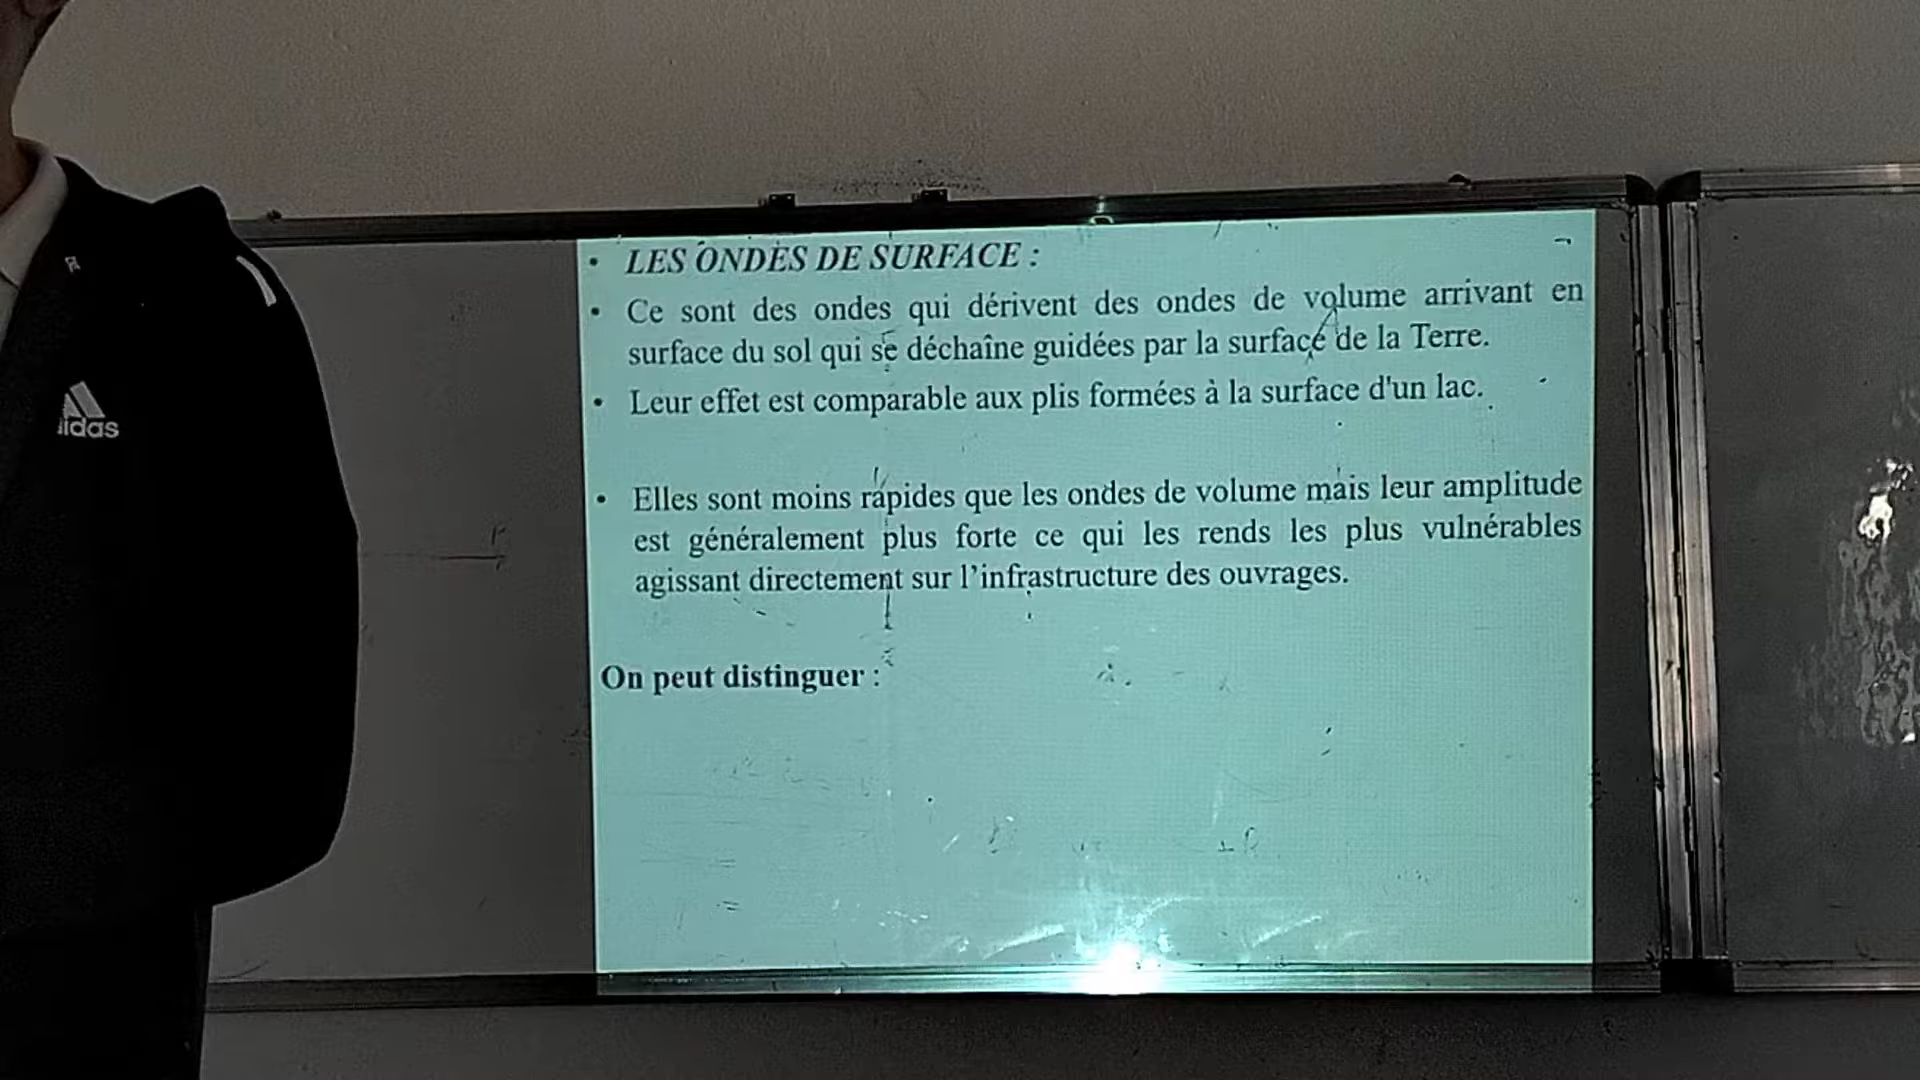 • LES ONDES DE SURFACE :
• Ce sont des ondes qui dérivent des ondes de volume arrivant en
surface du sol qui se déchaîne guidées par la surface de la Terre.
• Leur effet est comparable aux plis formées à la surface d'un lac.
• Elles sont moins rapides que les ondes de volume mais leur amplitude
est généralement plus forte ce qui les rends les plus vulnérables
agissant directement sur l’infrastructure des ouvrages.
On peut distinguer :